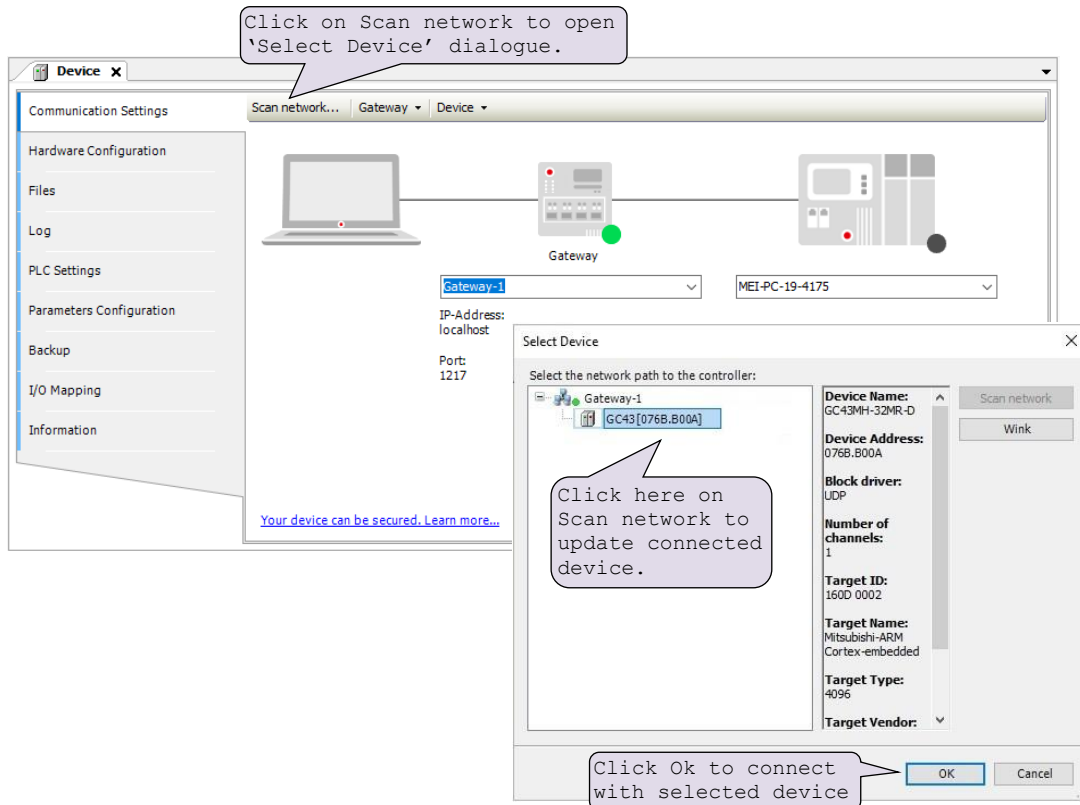 Click on Scan network to open
‘Select Device’ dialogue.
Device X
Communication Settings
Scan network... Gateway Device
Hardware Configuration
Files
Log
PLC Settings
Parameters Configuration
Backup
I/O Mapping
Information
Gateway
Gateway-1
MEI-PC-19-4175
IP-Address:
localhost
Port:
1217
Your device can be secured. Learn more...
Select Device
Select the network path to the controller:
Gateway-1
GC43[076B.B00A]
Click here on
Scan network to
update connected
device.
Device Name:
GC43MH-32MR-D
Device Address:
076B.B00A
Block driver:
UDP
Number of
channels:
1
Target ID:
160D 0002
Target Name:
Mitsubishi-ARM
Cortex-embedded
Target Type:
4096
Target Vendor:
Scan network
Wink
Click Ok to connect
with selected device
OK
Cancel